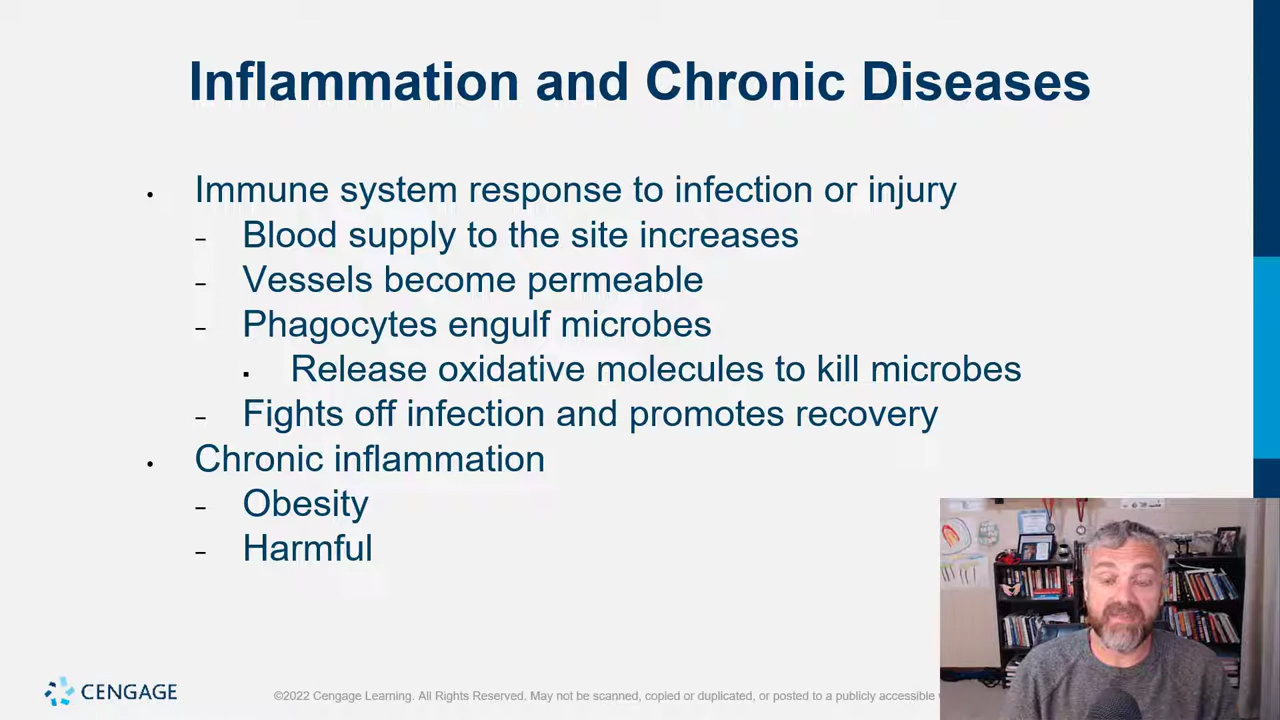 Inflammation and Chronic Diseases
• Immune system response to infection or injury
– Blood supply to the site increases
– Vessels become permeable
– Phagocytes engulf microbes
▪ Release oxidative molecules to kill microbes
– Fights off infection and promotes recovery
• Chronic inflammation
– Obesity
– Harmful
CENGAGE
©2022 Cengage Learning. All Rights Reserved. May not be scanned, copied or duplicated, or posted to a publicly accessible